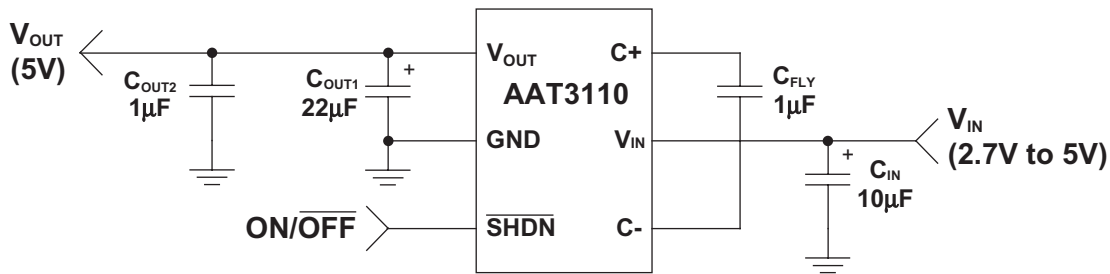 VOUT
(5V)
COUT2
1μF
COUT1
22μF
+
VOUT
C+
AAT3110
GND
VIN
SHDN
C-
ON/OFF
CFLY
1μF
+
CIN
10μF
VIN
(2.7V to 5V)